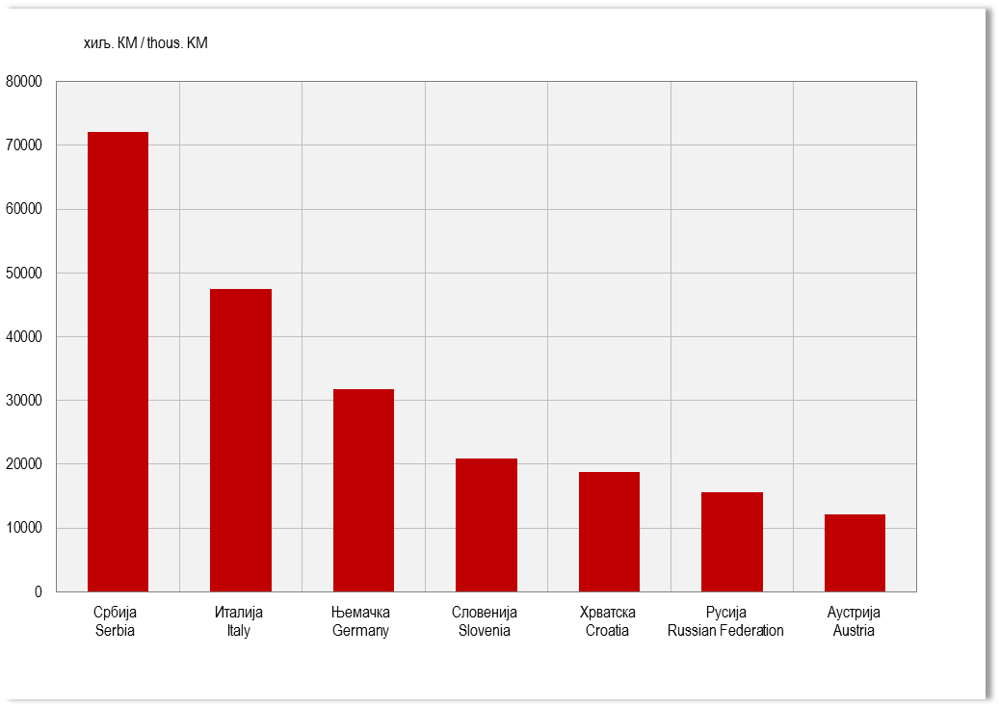 хиљ. КМ / thous. KM
80000
70000
60000
50000
40000
30000
20000
10000
0
Србија
Serbia
Италија
Italy
Њемачка
Germany
Словенија
Slovenia
Хрватска
Croatia
Русија
Russian Federation
Аустрија
Austria